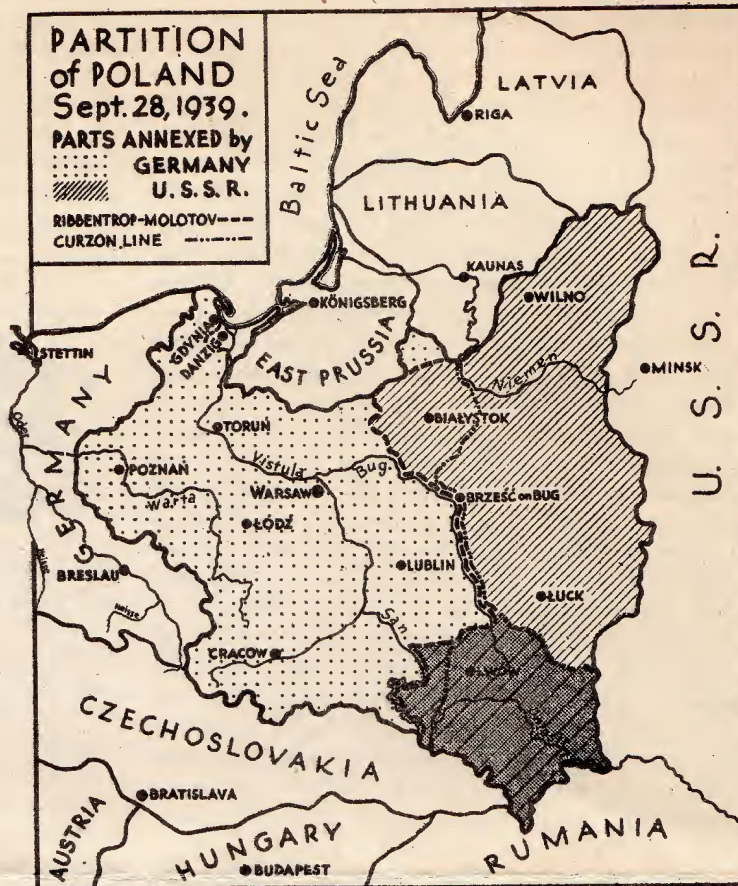 PARTITION
of POLAND
Sept. 28, 1939.
PARTS ANNEXED by
GERMANY
U. S. S. R.
RIBBENTROP-MOLOTOV
CURZON LINE
Baltic Sea
LATVIA
RIGA
LITHUANIA
KAUNAS
WILNO
U. S. S. R.
KÖNIGSBERG
EAST PRUSSIA
GDYNIA
DANZIG
STETTIN
GERMANY
Oder
MINSK
Niemen
BIAŁYSTOK
TORUŃ
POZNAŃ
Vistula
Bug
Warta
WARSAW
BRZEŚĆ on BUG
ŁÓDŹ
LUBLIN
BRESLAU
Neisse
ŁUCK
San
CRACOW
LWÓW
CZECHOSLOVAKIA
BRATISLAVA
AUSTRIA
HUNGARY
BUDAPEST
RUMANIA